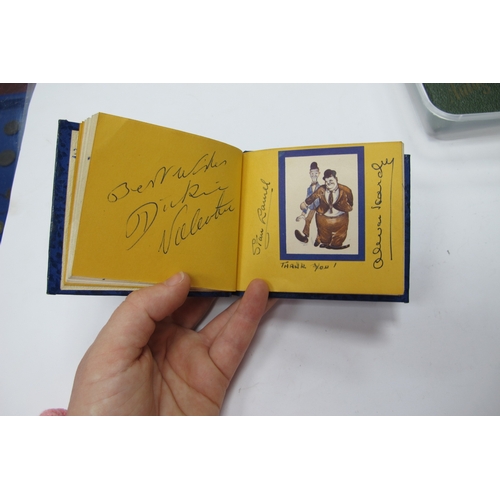 Best Wishes
Dickie
Valentine
Stan Laurel
THANK YOU!
Oliver Hardy